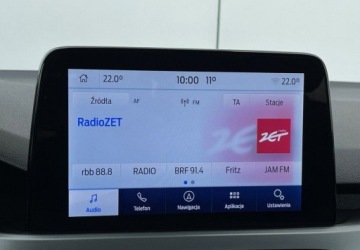 22.0° 10:00 11° 22.0°
Źródła AF FM TA Stacje
RadioZET
ZET
rbb 88.8 RADIO BRF 91.4 Fritz JAM FM
Audio Telefon Nawigacja Aplikacje Ustawienia